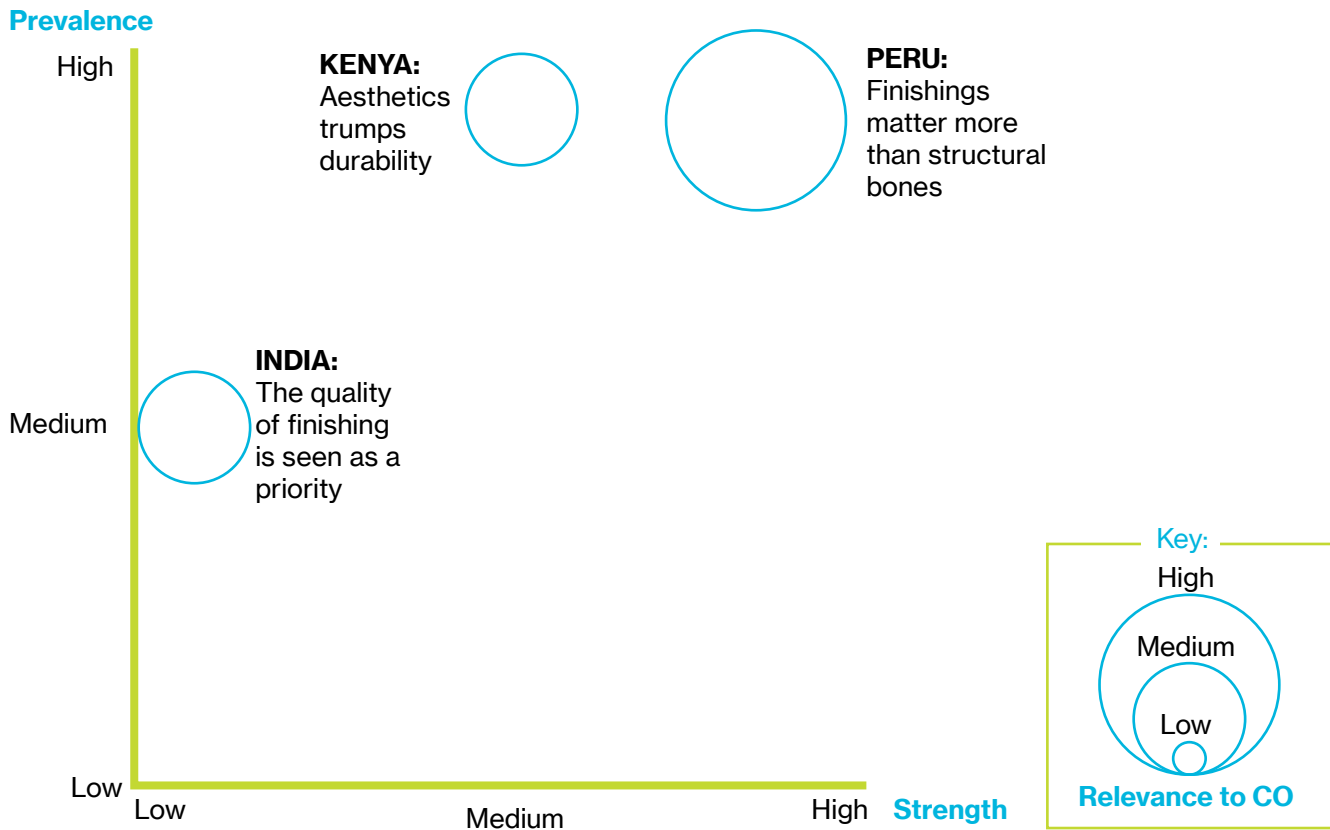 Prevalence
High
KENYA:
Aesthetics
trumps
durability
PERU:
Finishings
matter more
than structural
bones
INDIA:
The quality
of finishing
is seen as a
priority
Medium
Low
Low
Medium
High
Strength
Key:
High
Medium
Low
Relevance to CO